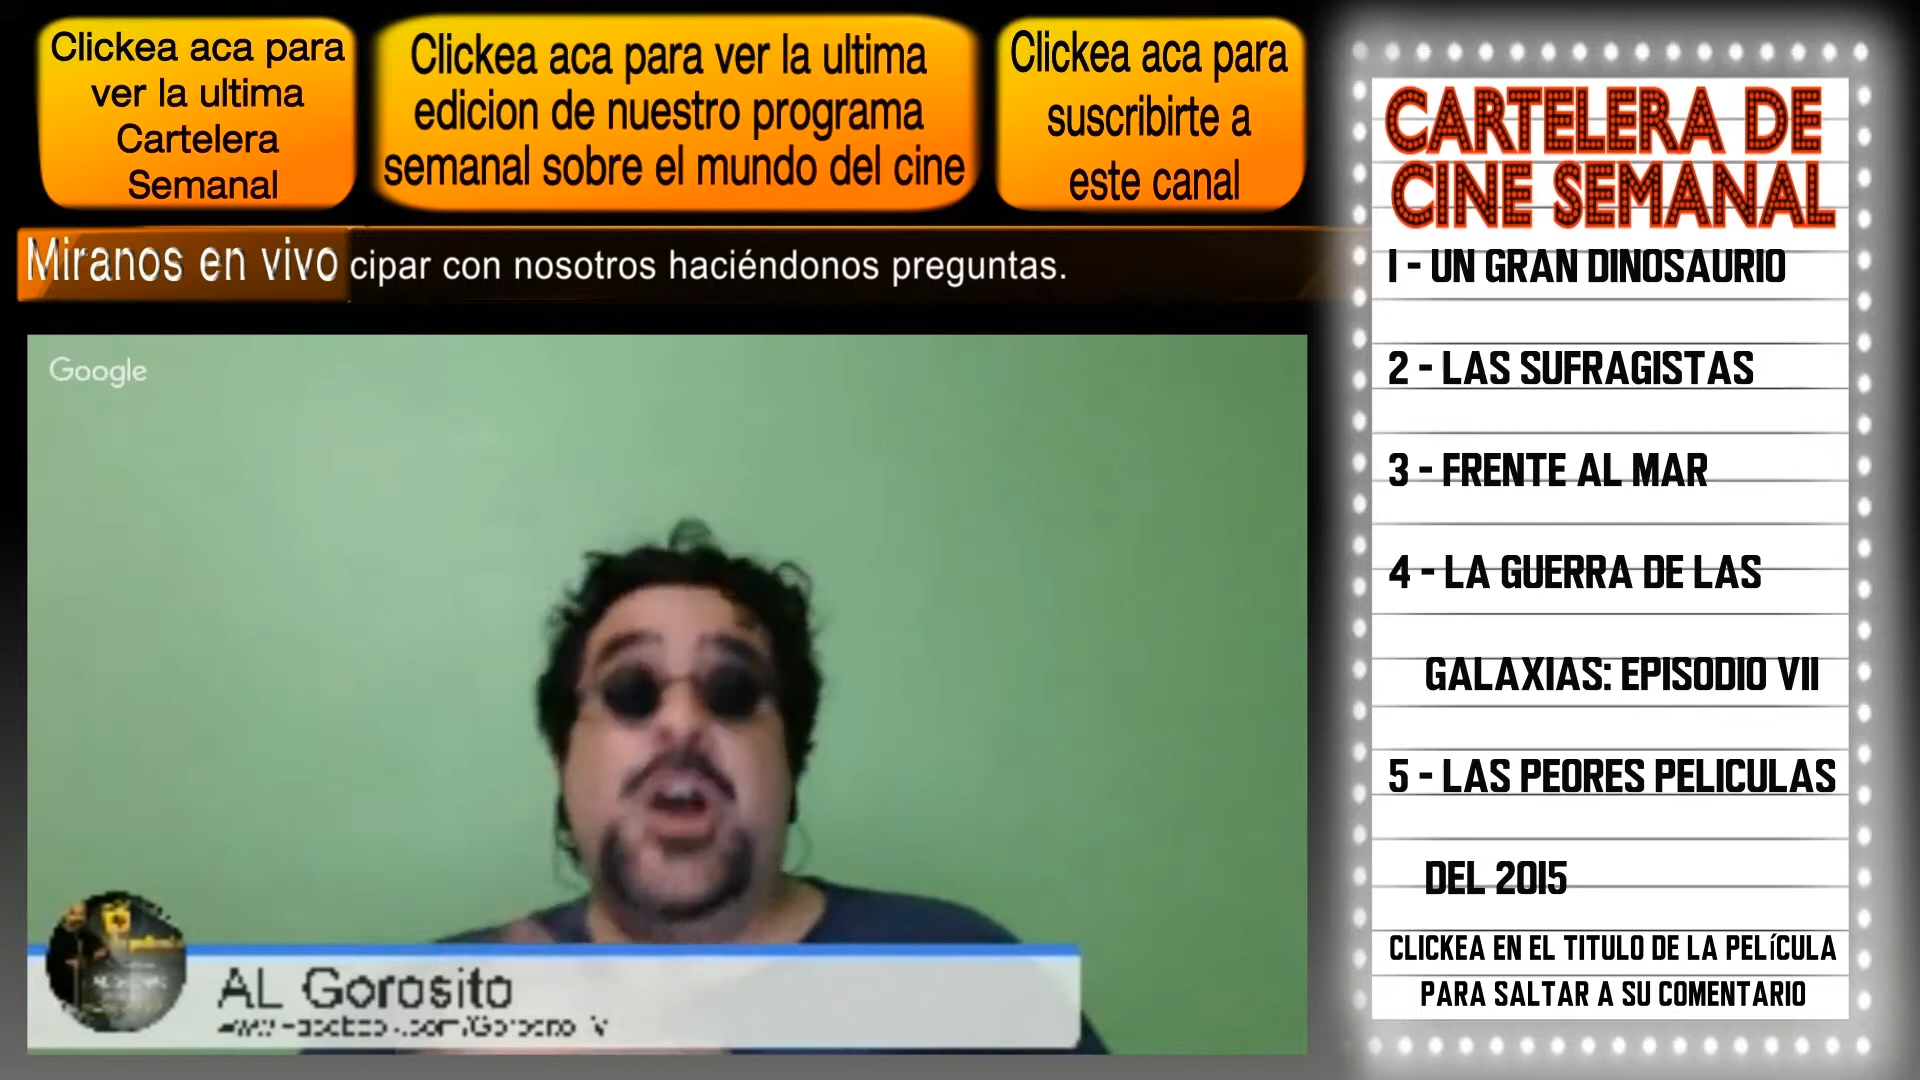 Clickea aca para
ver la ultima
Cartelera
Semanal
Clickea aca para ver la ultima
edicion de nuestro programa
semanal sobre el mundo del cine
Clickea aca para
suscribirte a
este canal
Miranos en vivo cipar con nosotros haciéndonos preguntas.
Google
AL Gorosito
CARTELERA DE
CINE SEMANAL
1 - UN GRAN DINOSAURIO
2 - LAS SUFRAGISTAS
3 - FRENTE AL MAR
4 - LA GUERRA DE LAS
GALAXIAS: EPISODIO VII
5 - LAS PEORES PELICULAS
DEL 2015
CLICKEA EN EL TITULO DE LA PELíCULA
PARA SALTAR A SU COMENTARIO